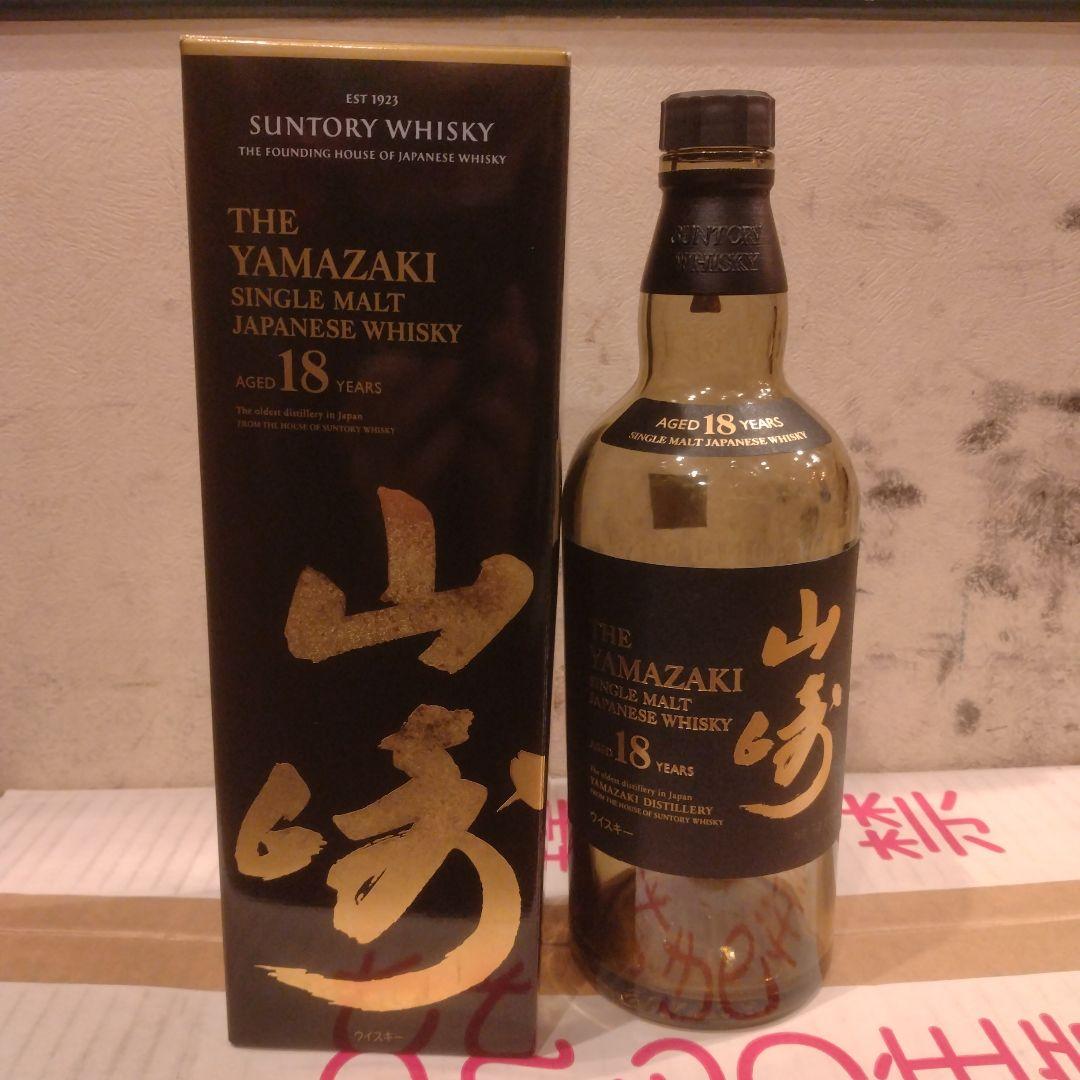 EST 1923
SUNTORY WHISKY
THE FOUNDING HOUSE OF JAPANESE WHISKY
THE
YAMAZAKI
SINGLE MALT
JAPANESE WHISKY
AGED 18 YEARS
The oldest distillery in Japan
FROM THE HOUSE OF SUNTORY WHISKY
山崎
ウイスキー
SUNTORY
WHISKY
AGED 18 YEARS
SINGLE MALT JAPANESE WHISKY
THE
YAMAZAKI
SINGLE MALT
JAPANESE WHISKY
AGED 18 YEARS
The oldest distillery in Japan
YAMAZAKI DISTILLERY
FROM THE HOUSE OF SUNTORY WHISKY
ウイスキー
山崎